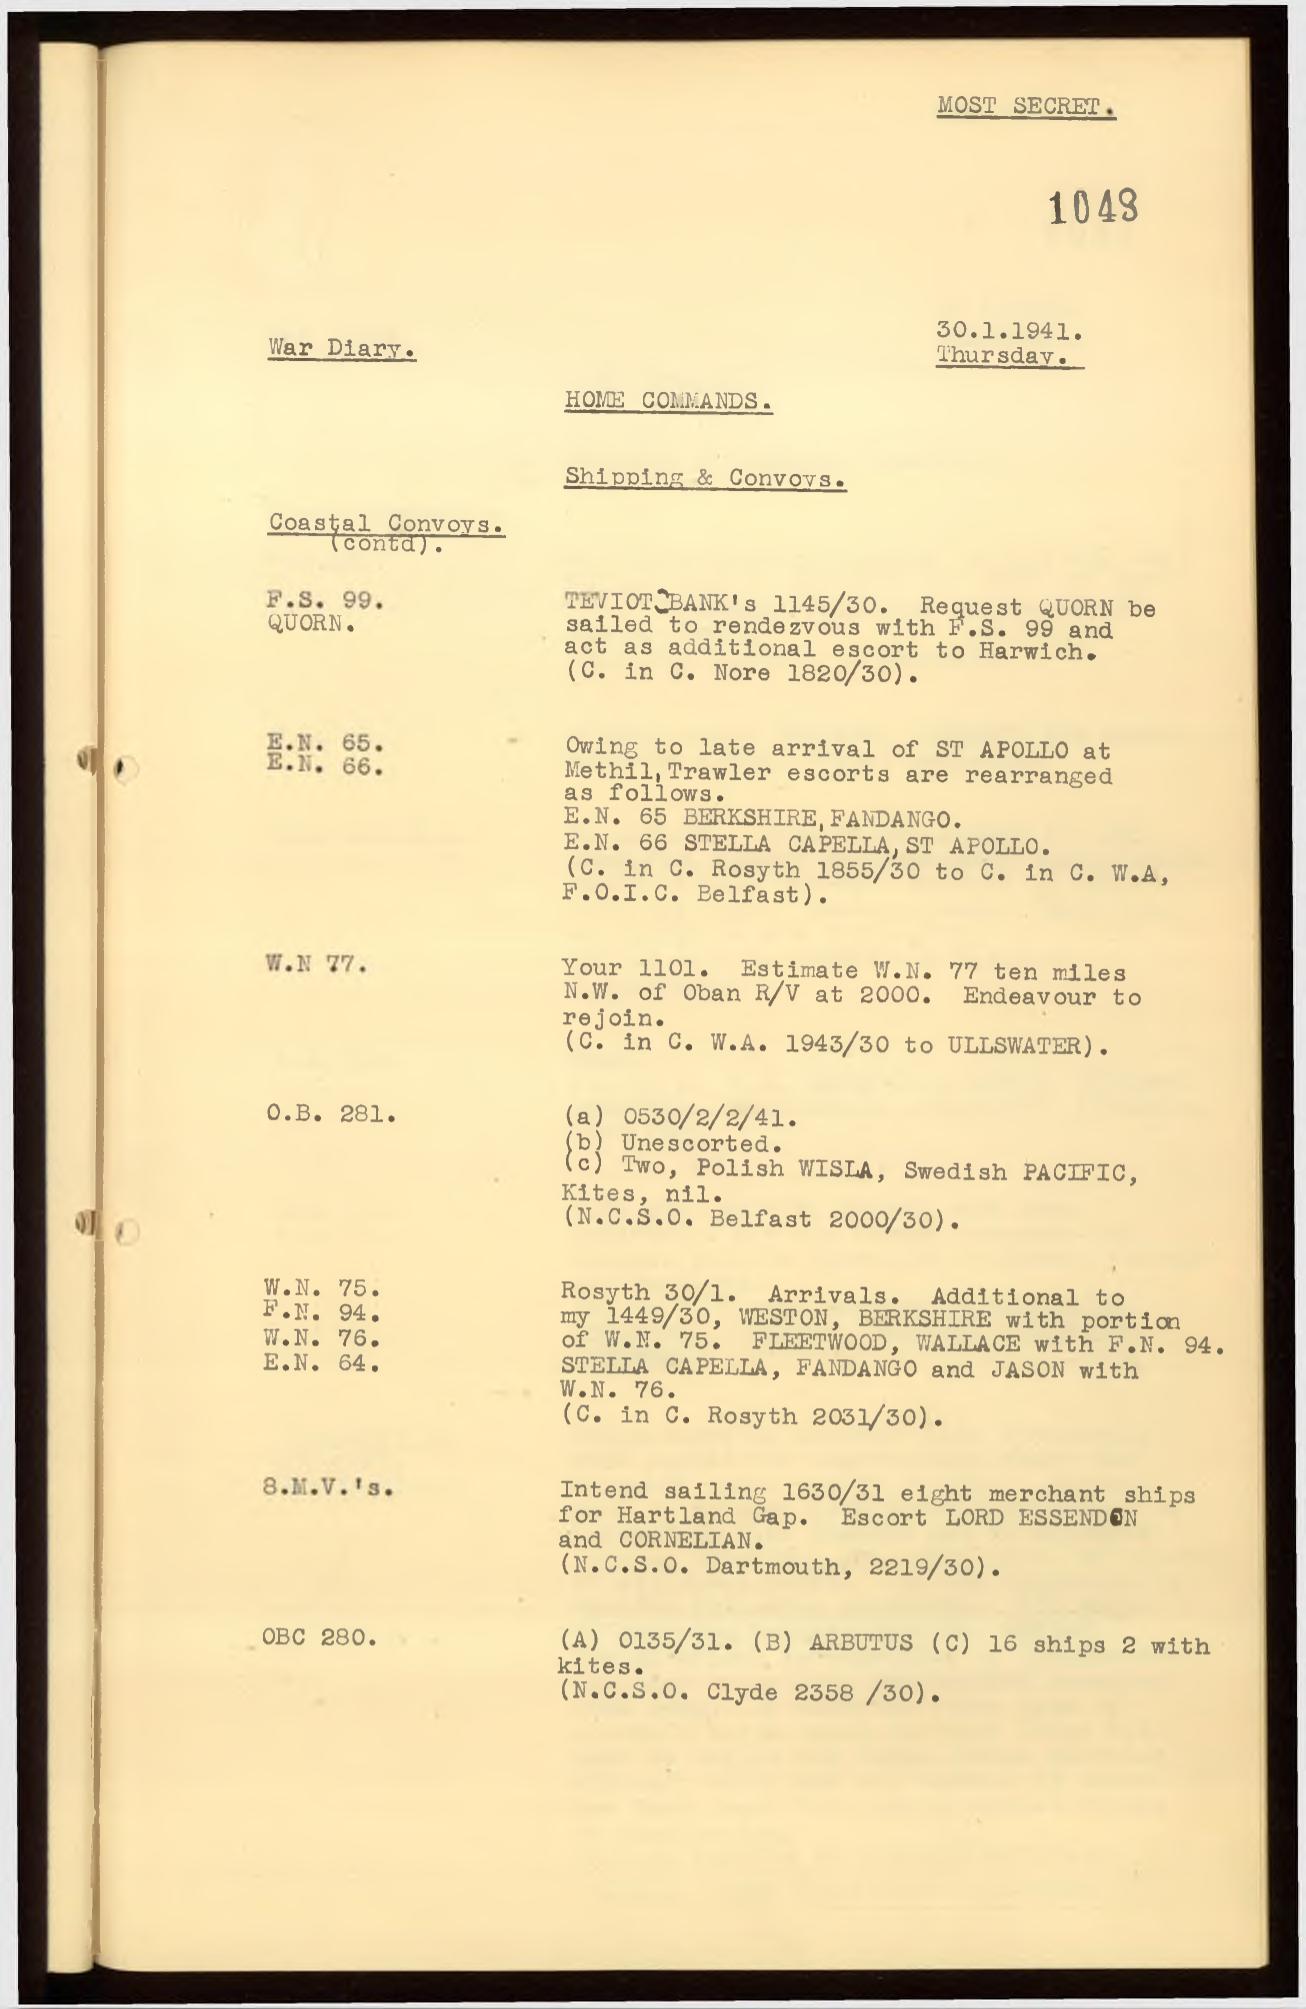 MOST SECRET.
1048
30.1.1941.
War Diary.
Thursday.
HOME COMMANDS.
Shipping & Convoys.
Coastal Convoys.
(contd).
F.S. 99.
QUORN.
TEVIOT BANK's 1145/30. Request QUORN be
sailed to rendezvous with F.S. 99 and
act as additional escort to Harwich.
(C. in C. Nore 1820/30).
E.N. 65.
E.N. 66.
Owing to late arrival of ST APOLLO at
Methil, Trawler escorts are rearranged
as follows.
E.N. 65 BERKSHIRE, FANDANGO.
E.N. 66 STELLA CAPELLA, ST APOLLO.
(C. in C. Rosyth 1855/30 to C. in C. W.A,
F.O.I.C. Belfast).
W.N 77.
Your 1101. Estimate W.N. 77 ten miles
N.W. of Oban R/V at 2000. Endeavour to
rejoin.
(C. in C. W.A. 1943/30 to ULLSWATER).
O.B. 281.
(a) 0530/2/2/41.
(b) Unescorted.
(c) Two, Polish WISLA, Swedish PACIFIC,
Kites, nil.
(N.C.S.O. Belfast 2000/30).
W.N. 75.
F.N. 94.
W.N. 76.
E.N. 64.
Rosyth 30/1. Arrivals. Additional to
my 1449/30, WESTON, BERKSHIRE with portion
of W.N. 75. FLEETWOOD, WALLACE with F.N. 94.
STELLA CAPELLA, FANDANGO and JASON with
W.N. 76.
(C. in C. Rosyth 2031/30).
8.M.V.'s.
Intend sailing 1630/31 eight merchant ships
for Hartland Gap. Escort LORD ESSENDON
and CORNELIAN.
(N.C.S.O. Dartmouth, 2219/30).
OBC 280.
(A) 0135/31. (B) ARBUTUS (C) 16 ships 2 with
kites.
(N.C.S.O. Clyde 2358 /30).